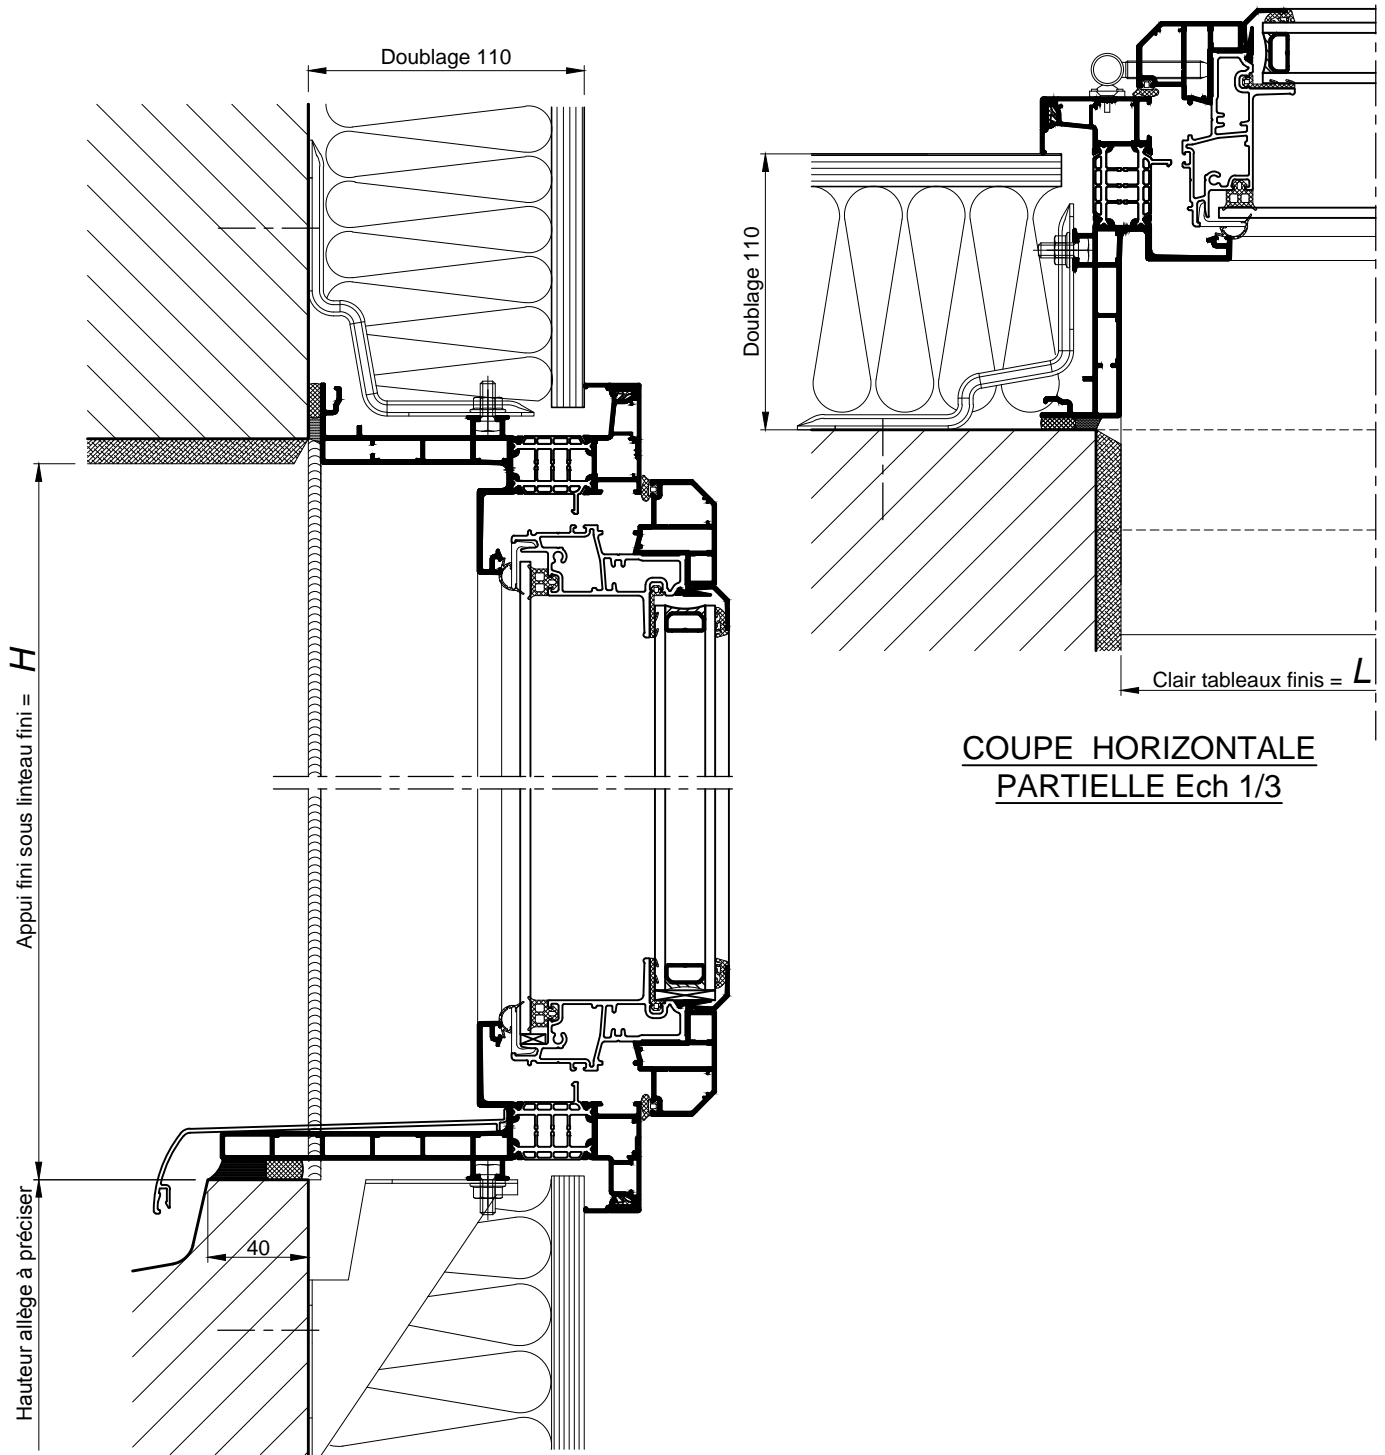 Doublage 110
Doublage 110
Appui fini sous linteau fini = H
Clair tableaux finis = L
COUPE HORIZONTALE
PARTIELLE Ech 1/3
Hauteur allège à préciser
40